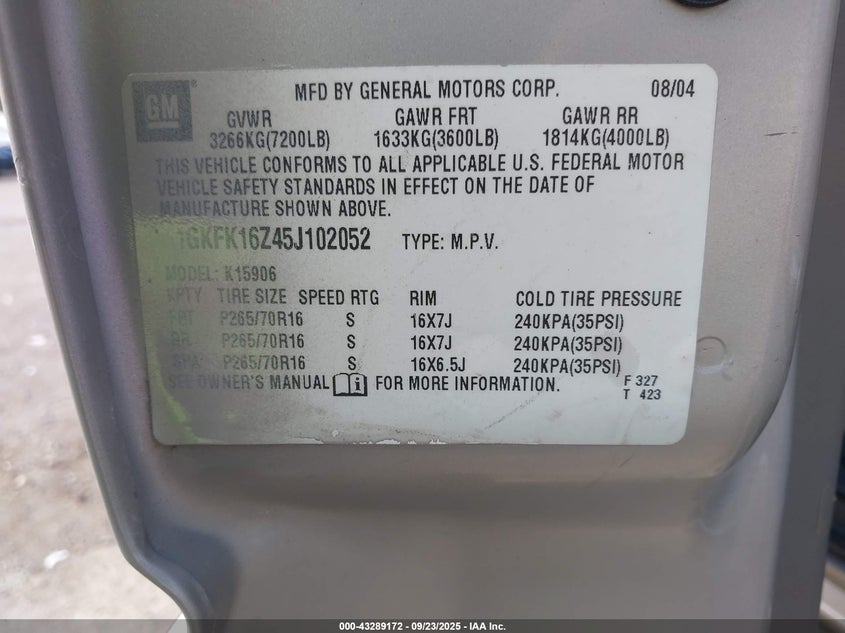 GM
MFD BY GENERAL MOTORS CORP. 08/04
GVWR GAWR FRT GAWR RR
3266KG(7200LB) 1633KG(3600LB) 1814KG(4000LB)
THIS VEHICLE CONFORMS TO ALL APPLICABLE U.S. FEDERAL MOTOR
VEHICLE SAFETY STANDARDS IN EFFECT ON THE DATE OF
MANUFACTURE SHOWN ABOVE.
1GKFK16Z45J102052 TYPE: M.P.V.
MODEL: K15906
TIRE SIZE SPEED RTG RIM COLD TIRE PRESSURE
FRT P265/70R16 S 16X7J 240KPA(35PSI)
RR P265/70R16 S 16X7J 240KPA(35PSI)
SPA P265/70R16 S 16X6.5J 240KPA(35PSI)
SEE OWNER'S MANUAL i FOR MORE INFORMATION.
F 327
T 423
000-43289172 - 09/23/2025 - IAA Inc.